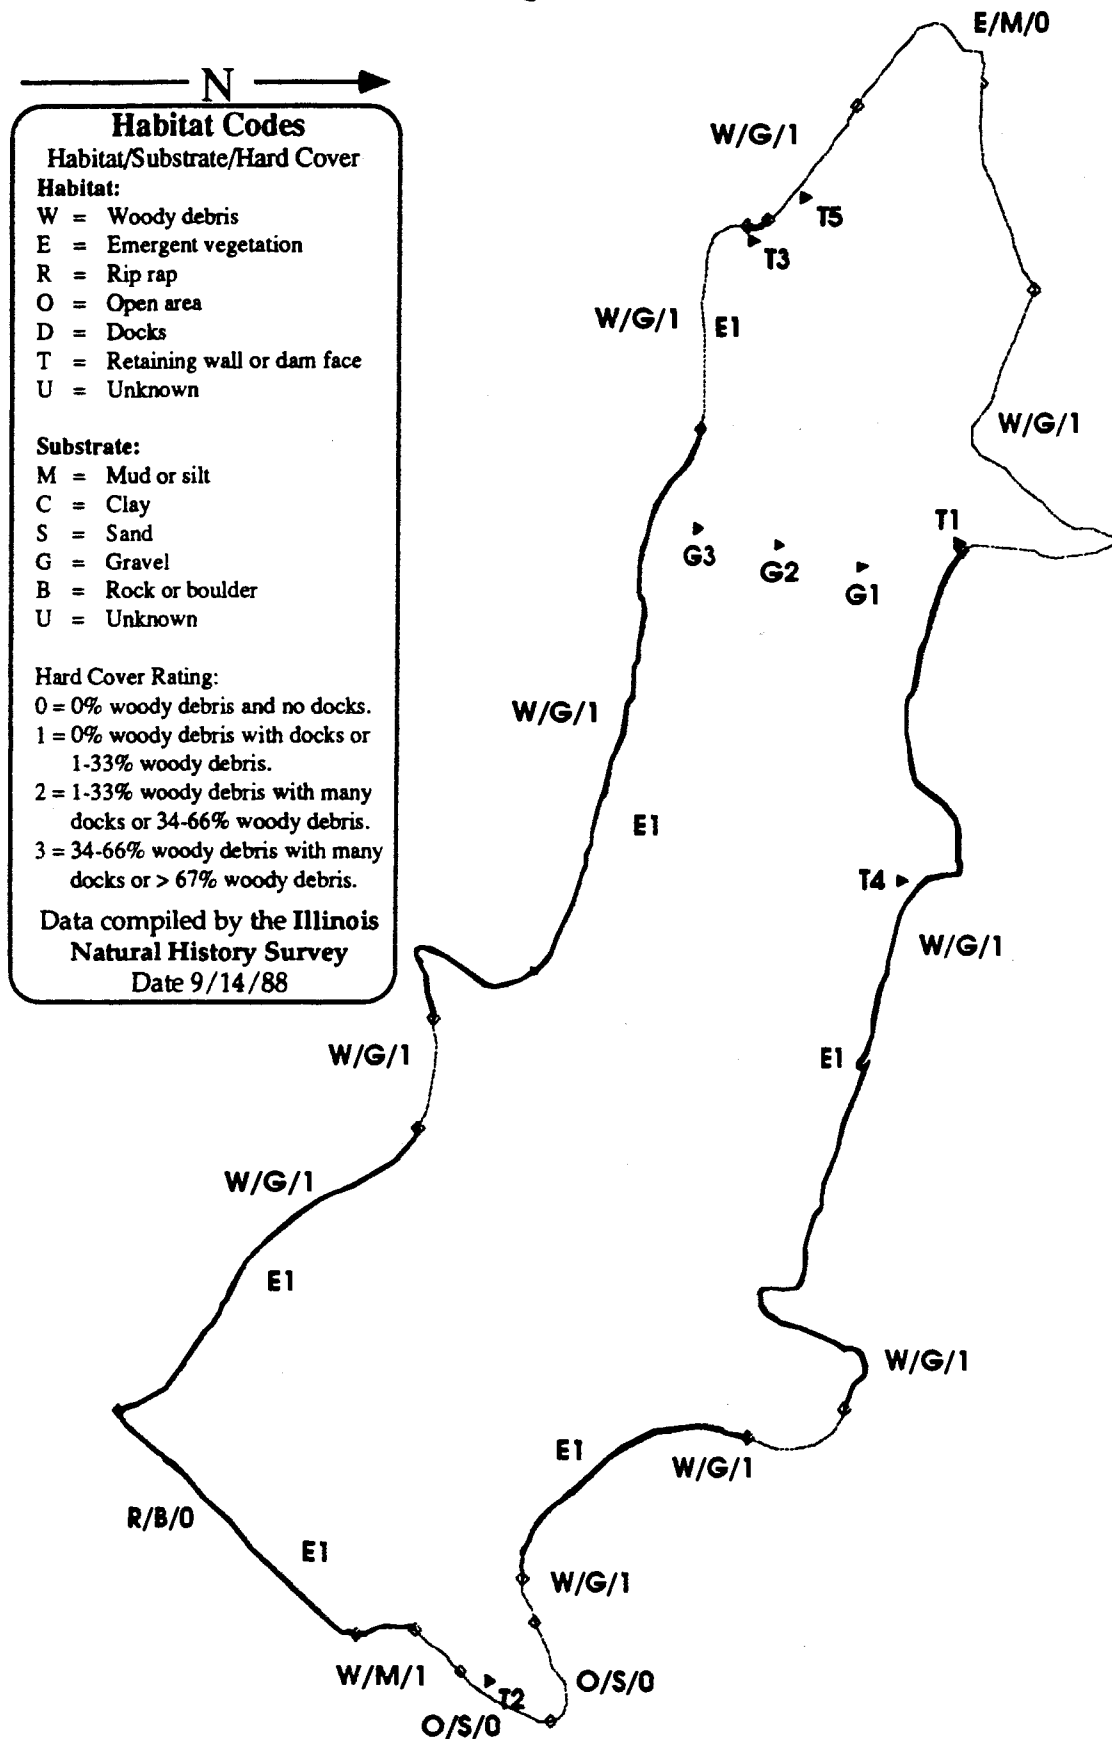 N
Habitat Codes
Habitat/Substrate/Hard Cover
Habitat:
W = Woody debris
E = Emergent vegetation
R = Rip rap
O = Open area
D = Docks
T = Retaining wall or dam face
U = Unknown
Substrate:
M = Mud or silt
C = Clay
S = Sand
G = Gravel
B = Rock or boulder
U = Unknown
Hard Cover Rating:
0 = 0% woody debris and no docks.
1 = 0% woody debris with docks or
1-33% woody debris.
2 = 1-33% woody debris with many
docks or 34-66% woody debris.
3 = 34-66% woody debris with many
docks or > 67% woody debris.
Data compiled by the Illinois
Natural History Survey
Date 9/14/88
E/M/0
W/G/1
T5
T3
W/G/1
E1
W/G/1
T1
G3
G2
G1
W/G/1
E1
T4
W/G/1
W/G/1
E1
W/G/1
E1
W/G/1
E1
W/G/1
R/B/0
E1
W/G/1
W/M/1
T2
O/S/0
O/S/0